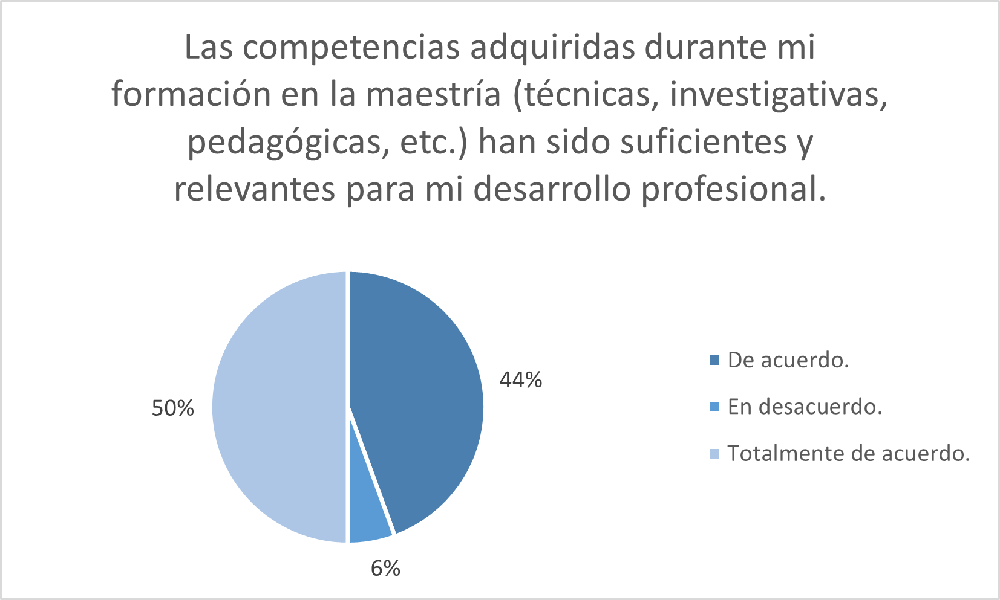 Las competencias adquiridas durante mi
formación en la maestría (técnicas, investigativas,
pedagógicas, etc.) han sido suficientes y
relevantes para mi desarrollo profesional.
44%
50%
6%
De acuerdo.
En desacuerdo.
Totalmente de acuerdo.